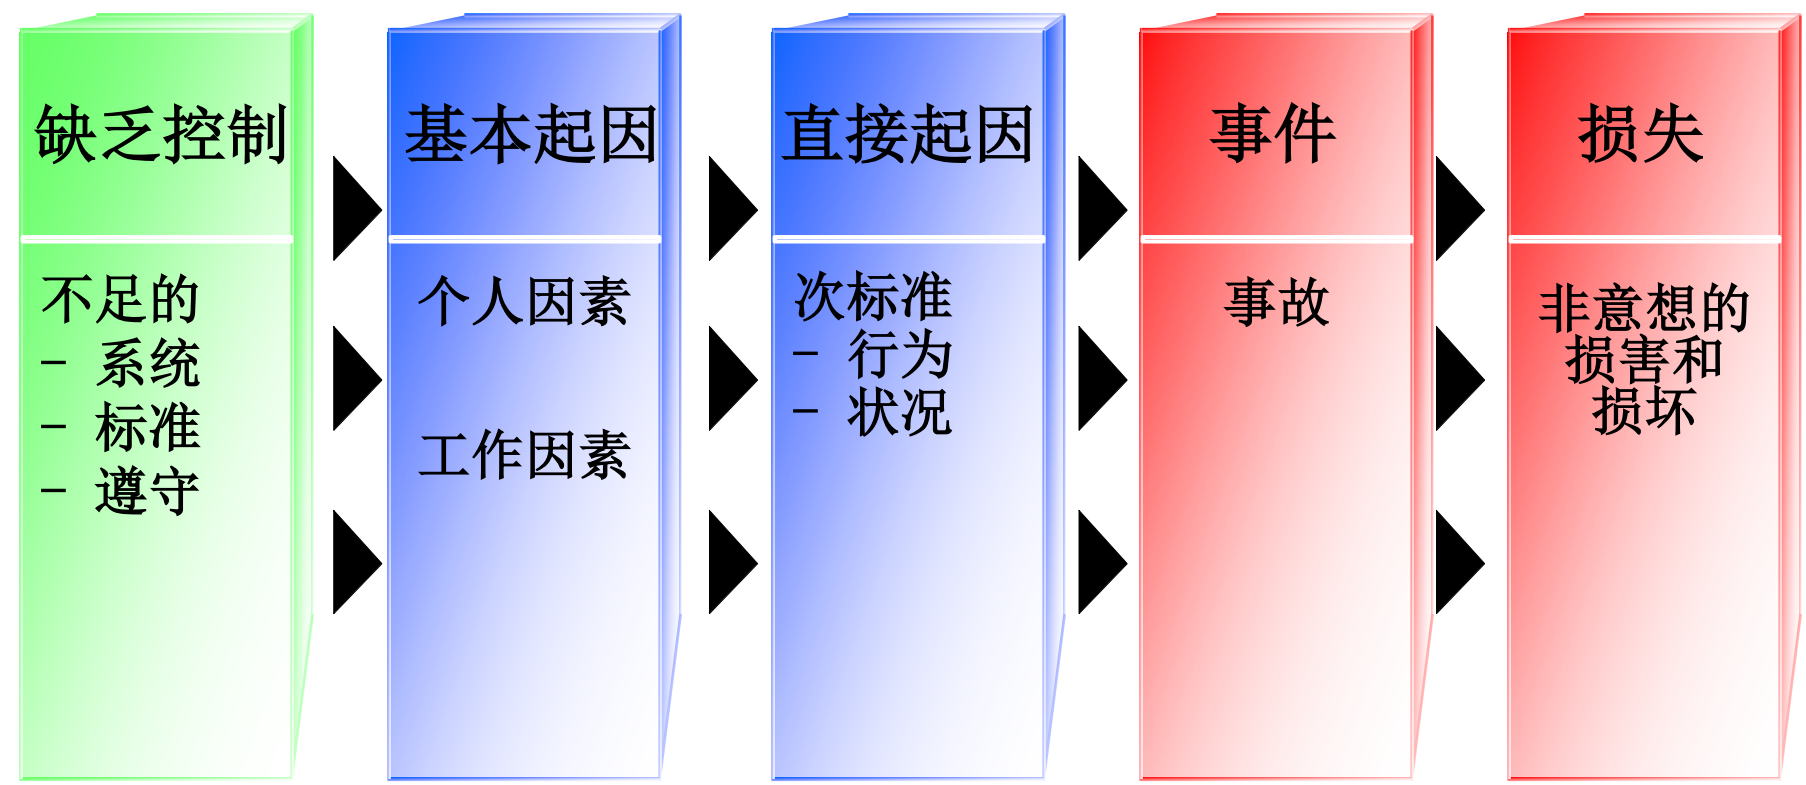 缺乏控制
不足的
- 系统
- 标准
- 遵守
基本起因
个人因素
工作因素
直接起因
次标准
- 行为
- 状况
事件
事故
损失
非意想的
损害和
损坏